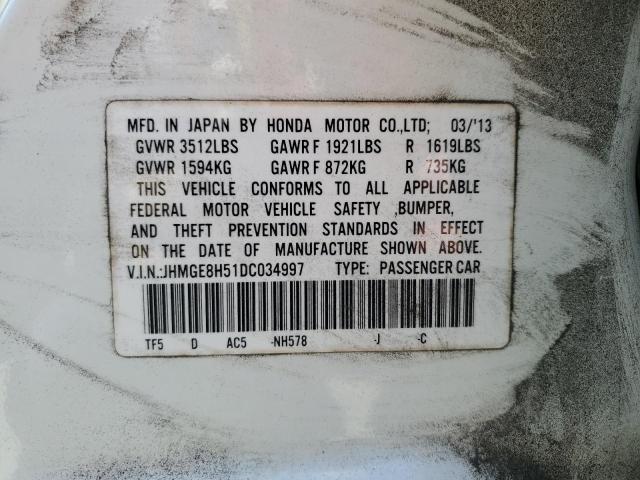 MFD. IN JAPAN BY HONDA MOTOR CO.,LTD; 03/'13
GVWR 3512LBS GAWR F 1921LBS R 1619LBS
GVWR 1594KG GAWR F 872KG R 735KG
THIS VEHICLE CONFORMS TO ALL APPLICABLE
FEDERAL MOTOR VEHICLE SAFETY ,BUMPER,
AND THEFT PREVENTION STANDARDS IN EFFECT
ON THE DATE OF MANUFACTURE SHOWN ABOVE.
V.I.N.:JHMGE8H51DC034997 TYPE: PASSENGER CAR
TF5 D AC5 -NH578 -J -C